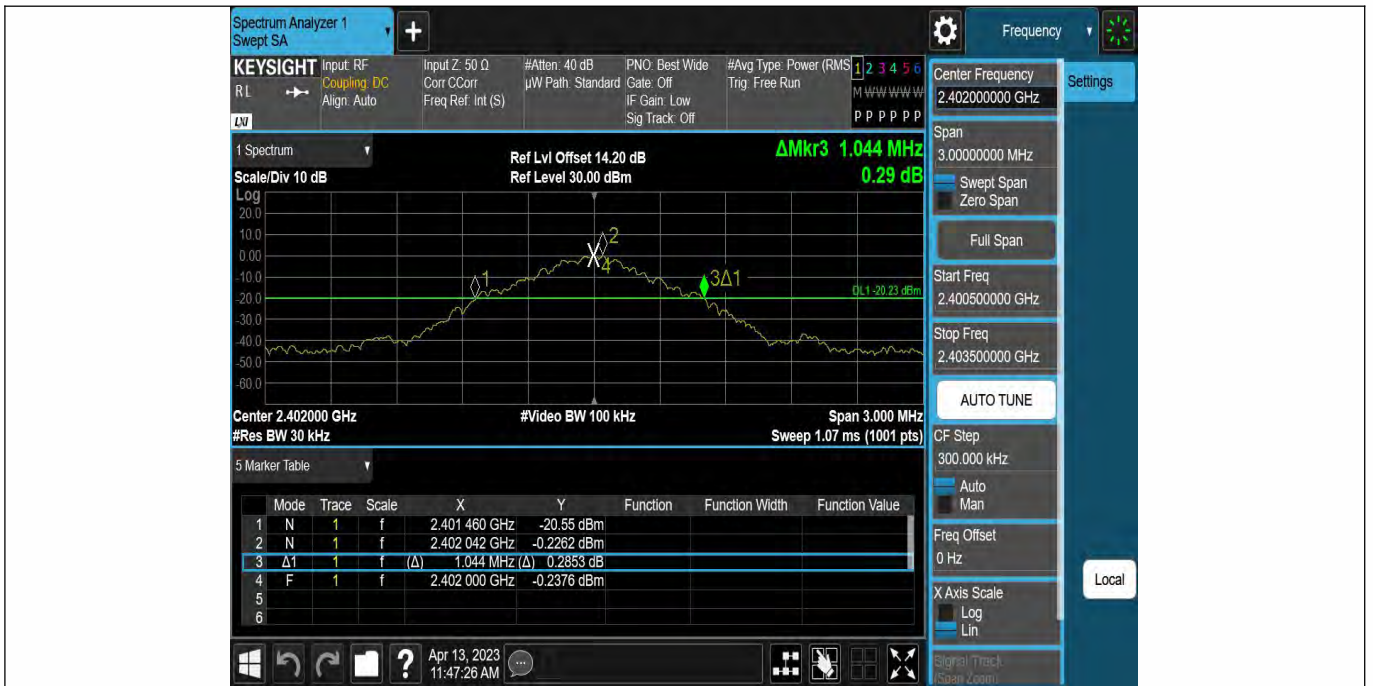 Spectrum Analyzer 1
Swept SA
+
Frequency
KEYSIGHT
RL
LXI
Input: RF
Coupling: DC
Align: Auto
Input Z: 50 Ω
Corr CCorr
Freq Ref: Int (S)
#Atten: 40 dB
µW Path: Standard
PNO: Best Wide
Gate: Off
IF Gain: Low
Sig Track: Off
#Avg Type: Power (RMS
Trig: Free Run
1 2 3 4 5 6
M W W W W W
P P P P P P
1 Spectrum
Scale/Div 10 dB
Ref Lvl Offset 14.20 dB
Ref Level 30.00 dBm
ΔMkr3 1.044 MHz
0.29 dB
Log
20.0
10.0
0.00
-10.0
-20.0
-30.0
-40.0
-50.0
-60.0
1
2
4
3Δ1
DL1 -20.23 dBm
Center 2.402000 GHz
#Video BW 100 kHz
Span 3.000 MHz
#Res BW 30 kHz
Sweep 1.07 ms (1001 pts)
5 Marker Table
Mode Trace Scale X Y Function Function Width Function Value
1 N 1 f 2.401 460 GHz -20.55 dBm
2 N 1 f 2.402 042 GHz -0.2262 dBm
3 Δ1 1 f (Δ) 1.044 MHz (Δ) 0.2853 dB
4 F 1 f 2.402 000 GHz -0.2376 dBm
5
6
?
Apr 13, 2023
11:47:26 AM
Center Frequency
2.402000000 GHz
Settings
Span
3.00000000 MHz
Swept Span
Zero Span
Full Span
Start Freq
2.400500000 GHz
Stop Freq
2.403500000 GHz
AUTO TUNE
CF Step
300.000 kHz
Auto
Man
Freq Offset
0 Hz
Local
X Axis Scale
Log
Lin
Signal Track
(Span Zoom)